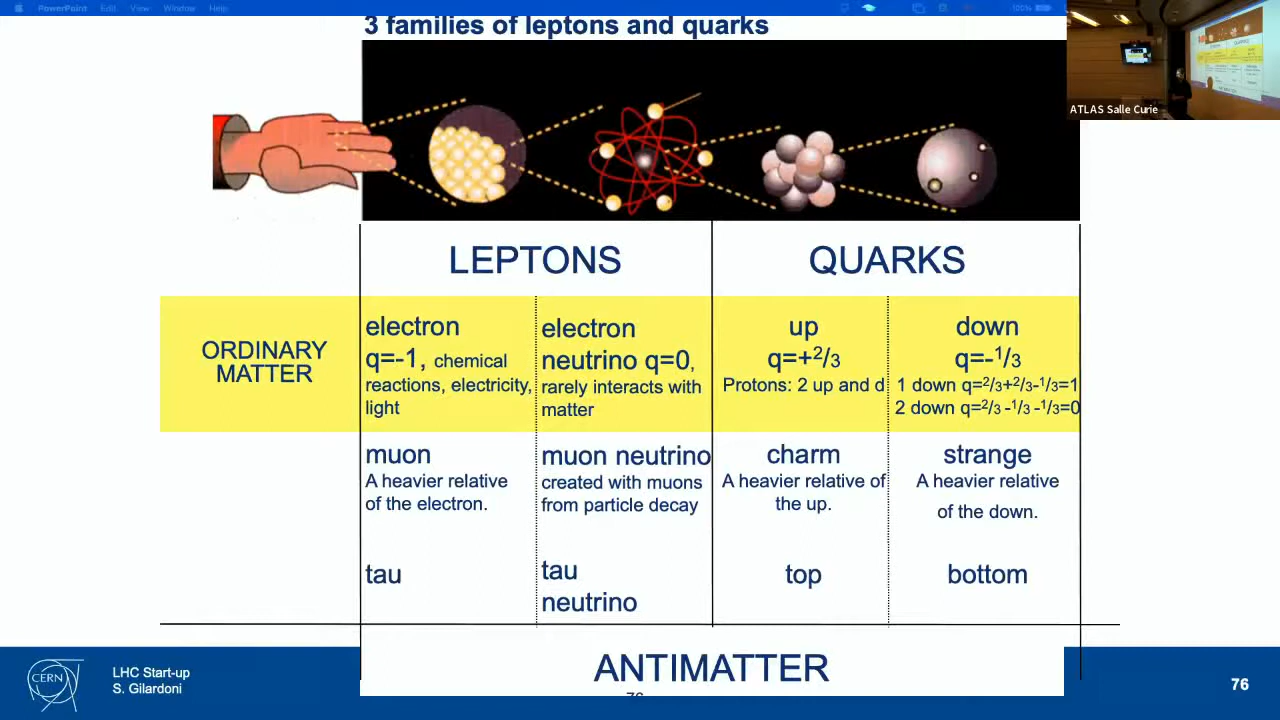 PowerPoint Edit View Window Help
100%
3 families of leptons and quarks
ATLAS Salle Curie
LEPTONS
QUARKS
ORDINARY
MATTER
electron
q=-1, chemical
reactions, electricity,
light
electron
neutrino q=0,
rarely interacts with
matter
up
q=+2/3
Protons: 2 up and d
down
q=-1/3
1 down q=2/3+2/3-1/3=1
2 down q=2/3 -1/3 -1/3=0
muon
A heavier relative
of the electron.
muon neutrino
created with muons
from particle decay
charm
A heavier relative of
the up.
strange
A heavier relative
of the down.
tau
tau
neutrino
top
bottom
ANTIMATTER
CERN
LHC Start-up
S. Gilardoni
76
76